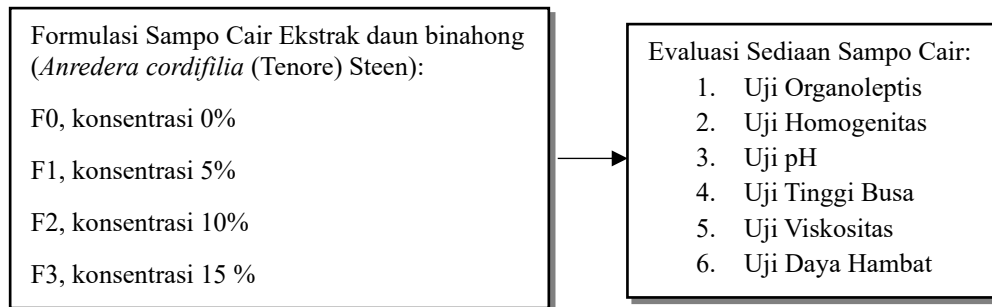 Formulasi Sampo Cair Ekstrak daun binahong
(Anredera cordifilia (Tenore) Steen):
F0, konsentrasi 0%
F1, konsentrasi 5%
F2, konsentrasi 10%
F3, konsentrasi 15 %
Evaluasi Sediaan Sampo Cair:
1. Uji Organoleptis
2. Uji Homogenitas
3. Uji pH
4. Uji Tinggi Busa
5. Uji Viskositas
6. Uji Daya Hambat